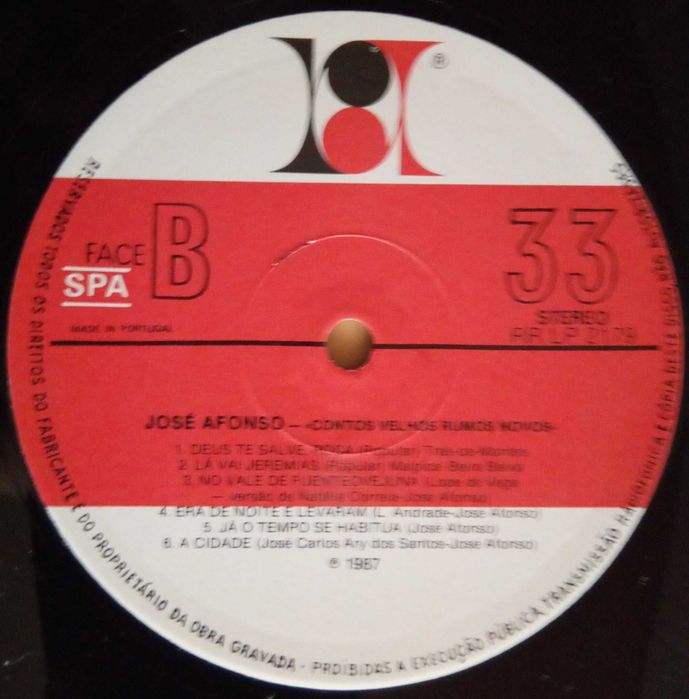 ®
FACE B
SPA
33
STEREO
MADE IN PORTUGAL
JOSÉ AFONSO – «CONTOS VELHOS RUMOS NOVOS»
1. DEUS TE SALVE, ROSA (Popular) Trás-os-Montes
2. LÁ VAI JEREMIAS (Popular) Malpica-Beira Baixa
3. NO VALE DE FUENTEOVEJUNA (Lope de Vega
– versão de Natália Correia-José Afonso)
4. ERA DE NOITE E LEVARAM (L. Andrade-José Afonso)
5. JÁ O TEMPO SE HABITUA (José Afonso)
6. A CIDADE (José Carlos Ary dos Santos-José Afonso)
℗ 1987
RESERVADOS TODOS OS DIREITOS DO FABRICANTE E DO PROPRIETÁRIO DA OBRA GRAVADA - PROIBIDAS A EXECUÇÃO PÚBLICA, TRANSMISSÃO RADIOFÓNICA E CÓPIA DESTE DISCO